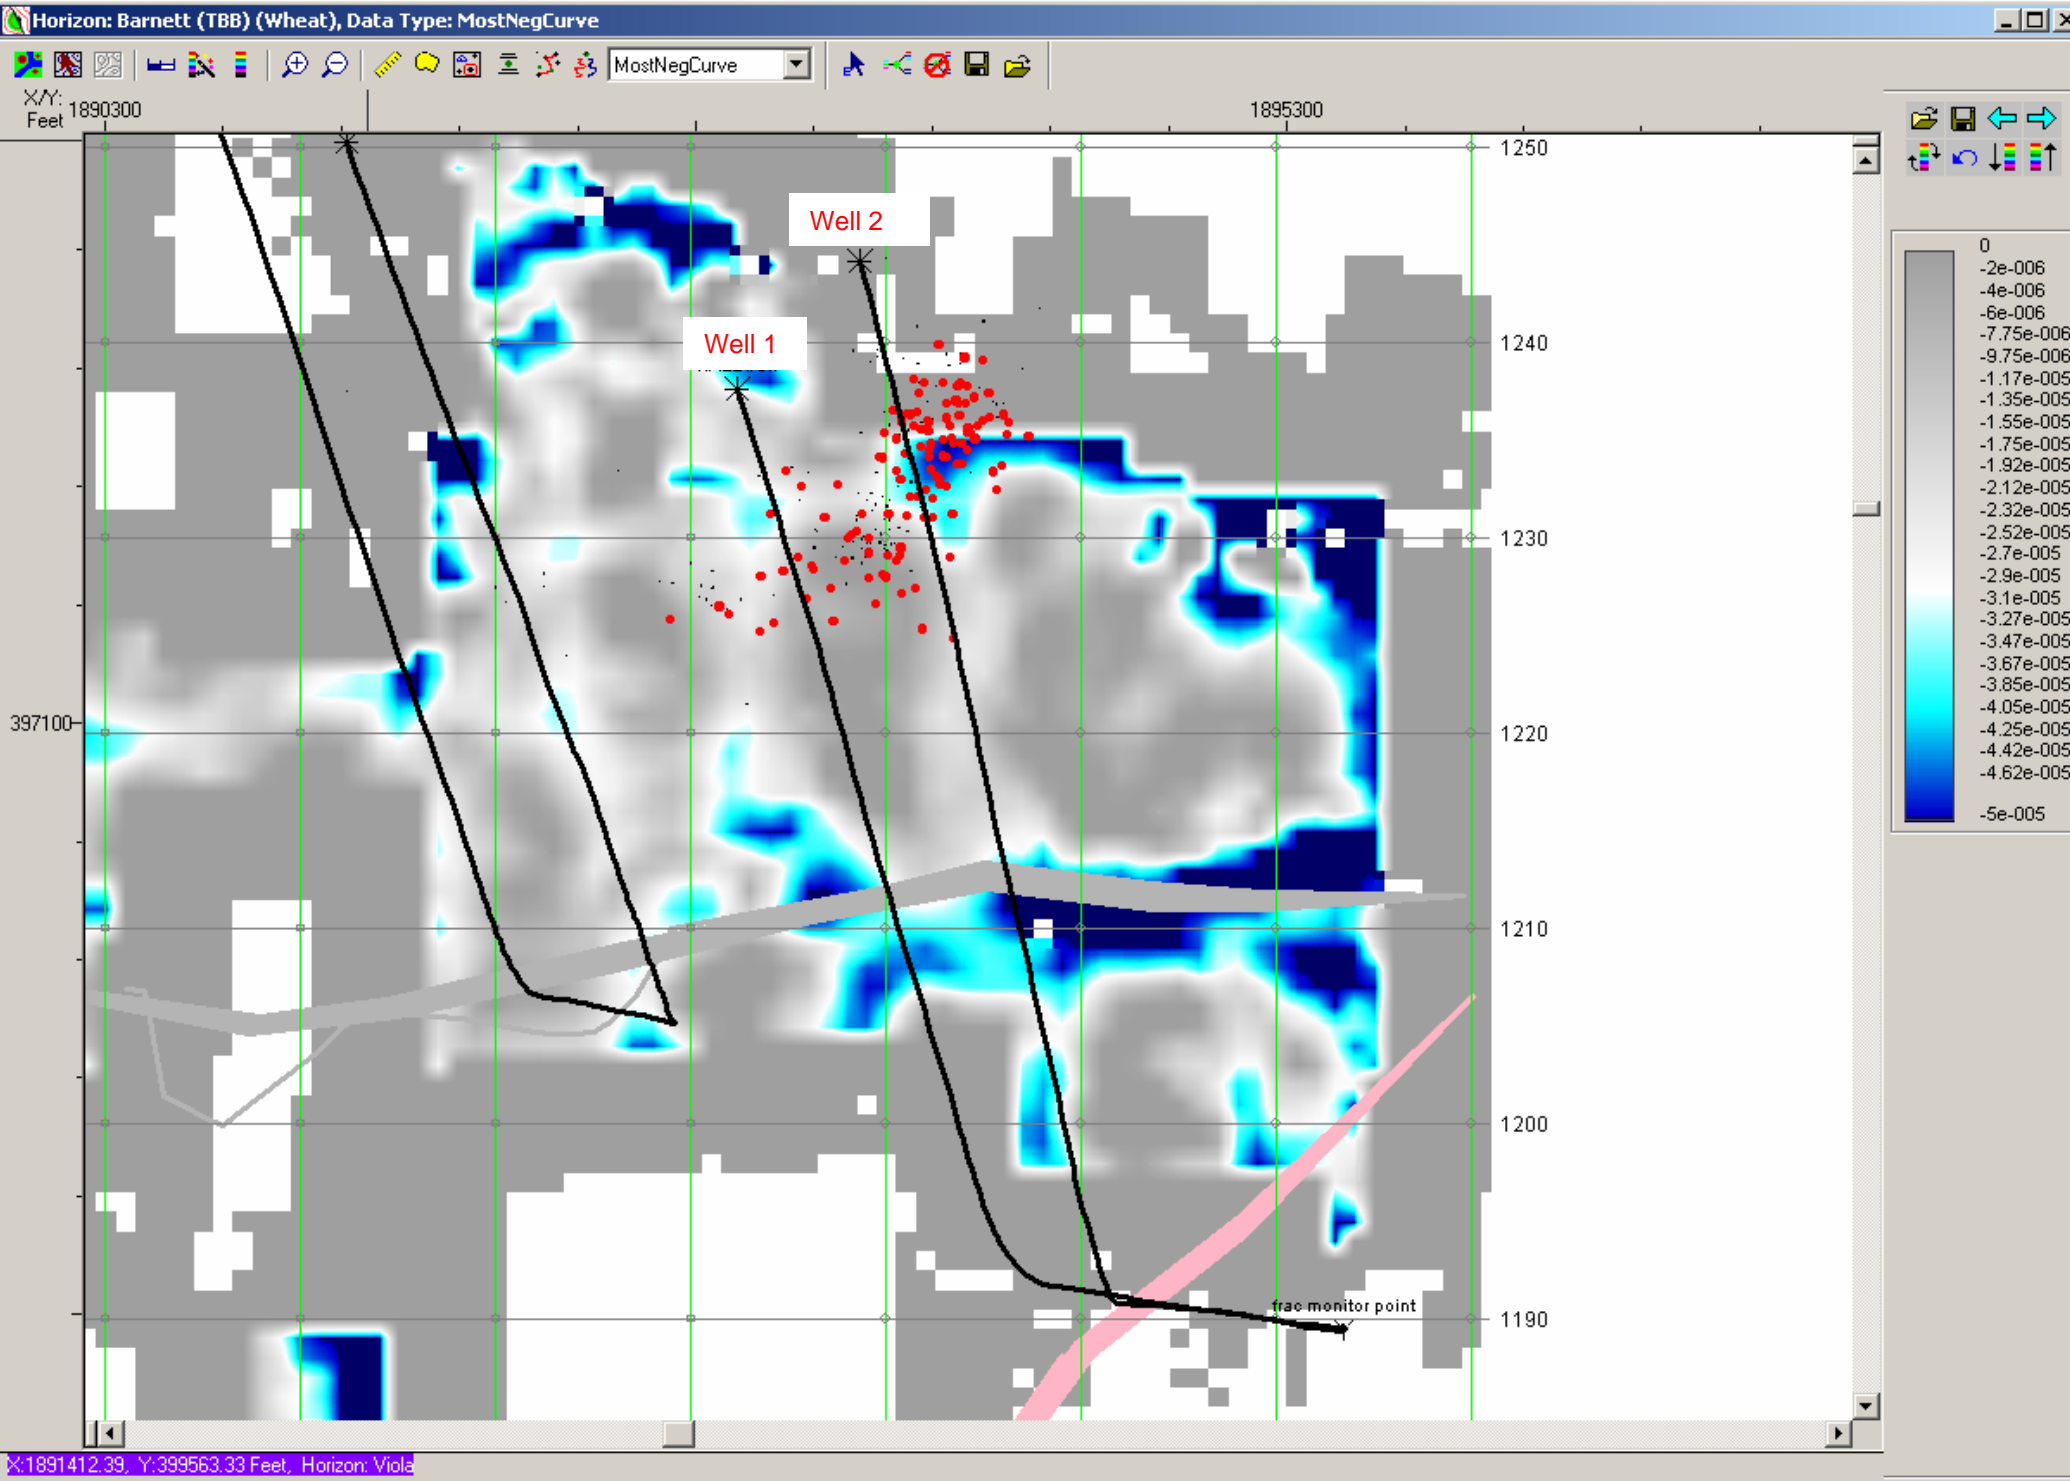 Horizon: Barnett (TBB) (Wheat), Data Type: MostNegCurve
MostNegCurve
X/Y:
Feet
1890300
1895300
1250
Well 2
Well 1
1240
1230
397100
1220
1210
1200
frac monitor point
1190
0
-2e-006
-4e-006
-6e-006
-7.75e-006
-9.75e-006
-1.17e-005
-1.35e-005
-1.55e-005
-1.75e-005
-1.92e-005
-2.12e-005
-2.32e-005
-2.52e-005
-2.7e-005
-2.9e-005
-3.1e-005
-3.27e-005
-3.47e-005
-3.67e-005
-3.85e-005
-4.05e-005
-4.25e-005
-4.42e-005
-4.62e-005
-5e-005
X:1891412.39, Y:399563.33 Feet, Horizon: Viola